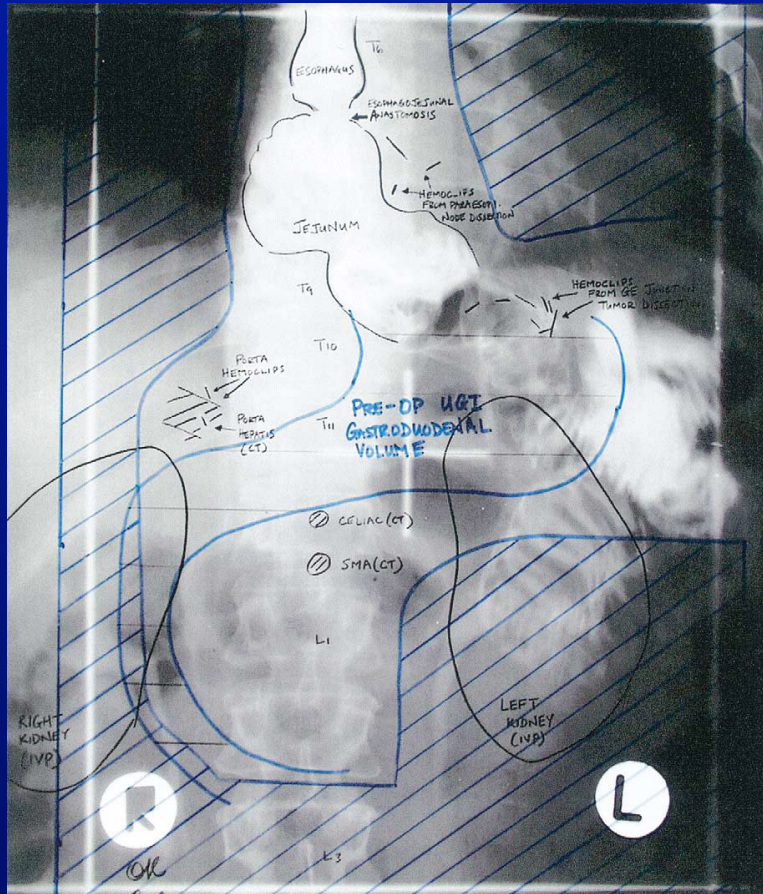 T6
ESOPHAGUS
ESOPHAGOJEJUNAL
ANASTOMOSIS
HEMOCLIPS
FROM PARAESOPH.
NODE DISSECTION
JEJUNUM
T9
HEMOCLIPS
FROM GE JUNCTION
TUMOR DISSECTION
T10
PORTA
HEMOCLIPS
PORTA
HEPATIS
(CT)
T11
PRE-OP UGI
GASTRODUODENAL
VOLUME
CELIAC (CT)
SMA (CT)
L1
RIGHT
KIDNEY
(IVP)
LEFT
KIDNEY
(IVP)
R
L
L3
OK